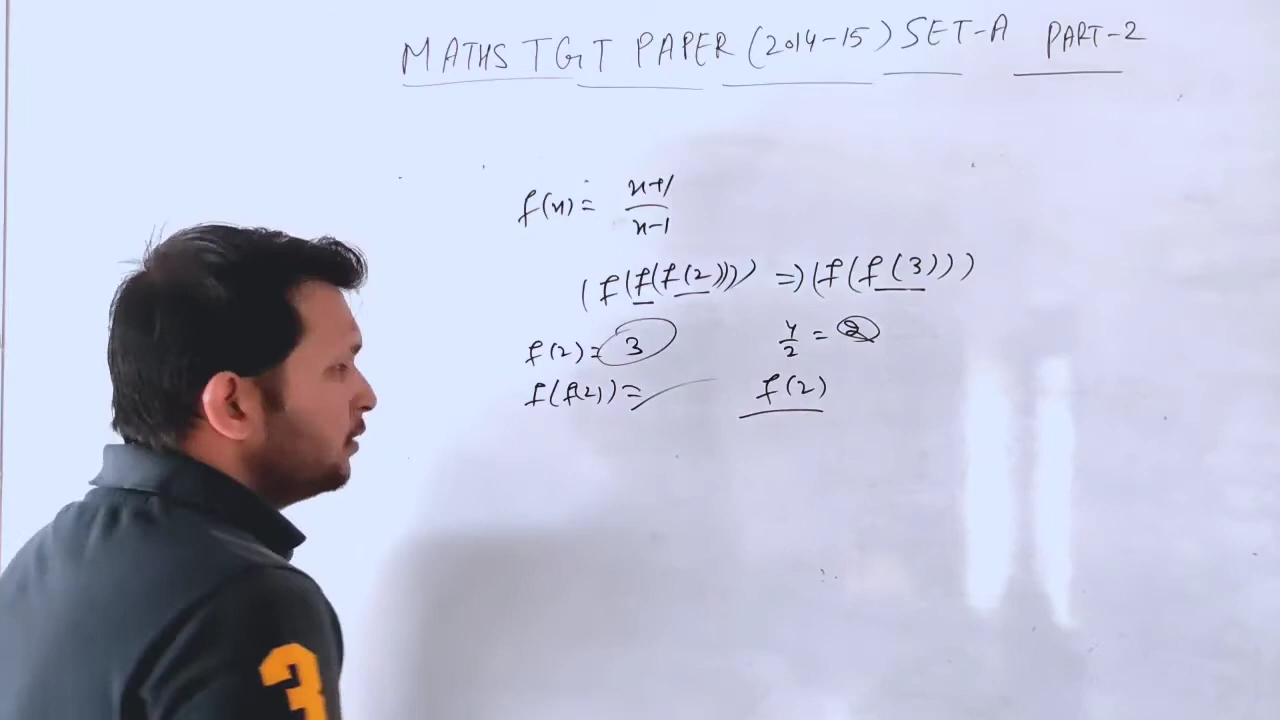 MATHS TGT PAPER (2014-15) SET-A PART-2
f(x) = x+1/x-1
(f(f(f(2)))) => (f(f(3)))
f(2) = 3
4/2 = 2
f(f(2)) =
f(2)
3